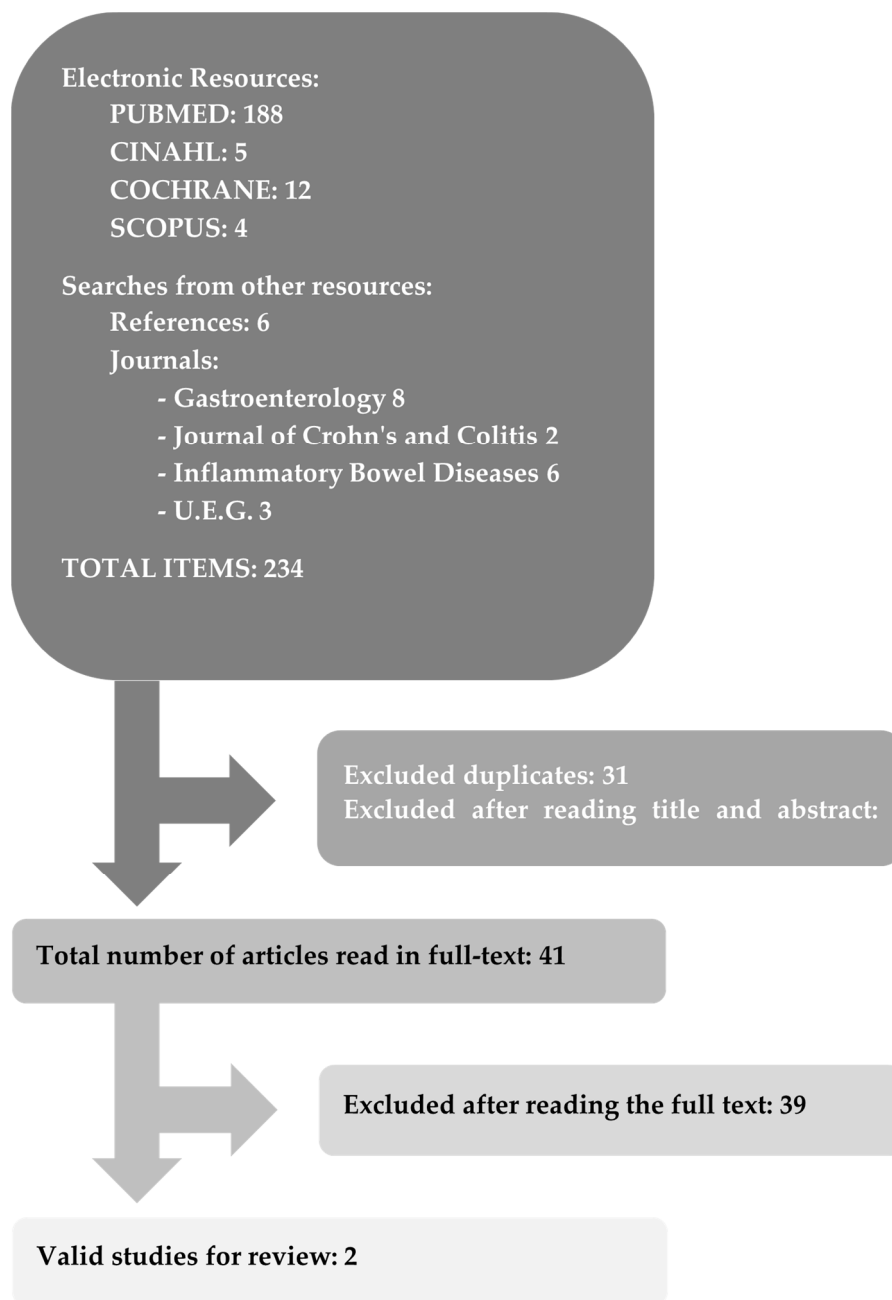 Electronic Resources:
PUBMED: 188
CINAHL: 5
COCHRANE: 12
SCOPUS: 4
Searches from other resources:
References: 6
Journals:
- Gastroenterology 8
- Journal of Crohn's and Colitis 2
- Inflammatory Bowel Diseases 6
- U.E.G. 3
TOTAL ITEMS: 234
Excluded duplicates: 31
Excluded after reading title and abstract:
Total number of articles read in full-text: 41
Excluded after reading the full text: 39
Valid studies for review: 2